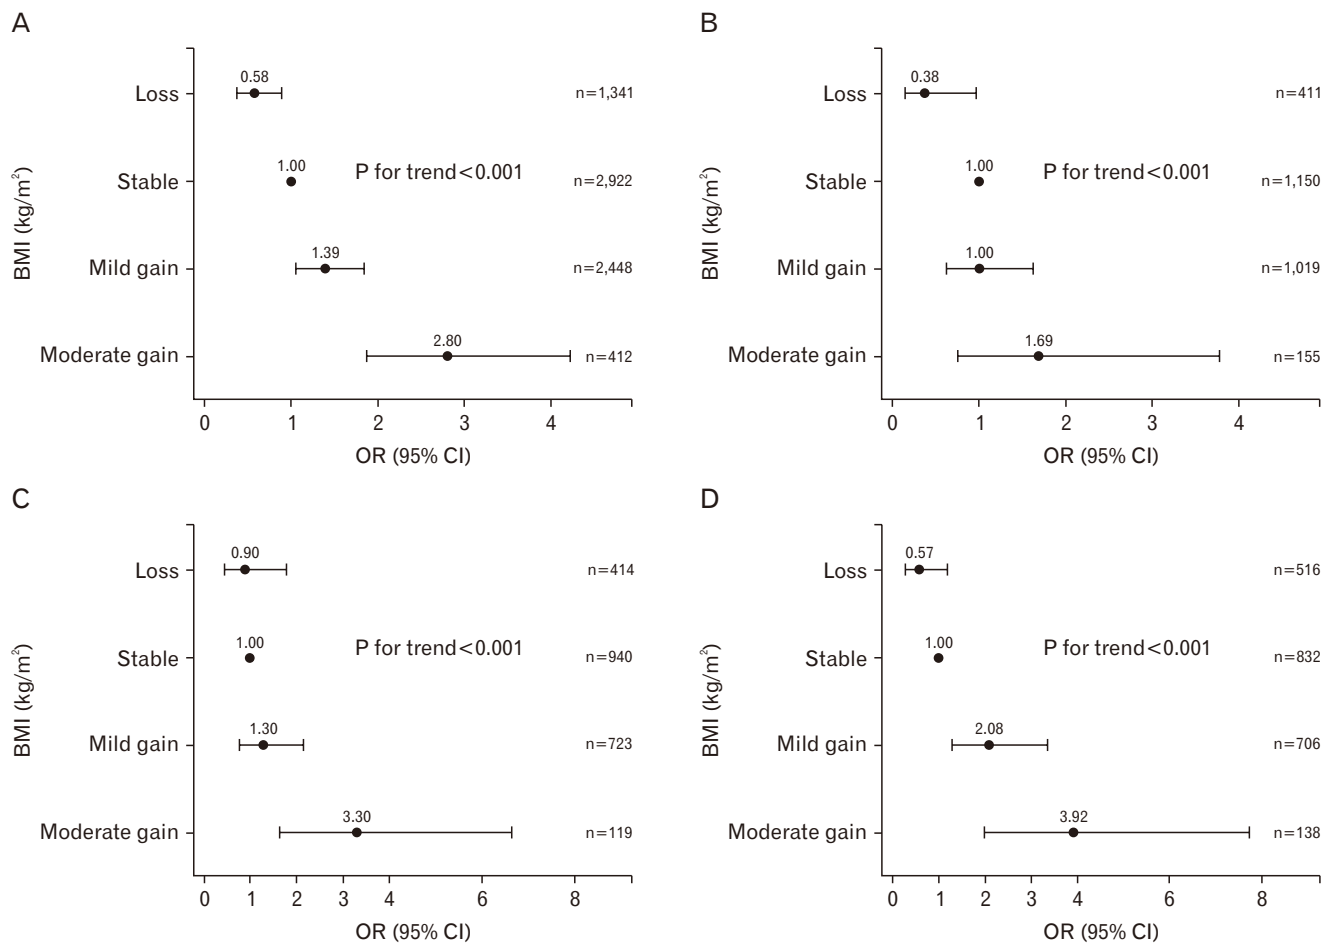 A
BMI (kg/m²)
Loss
0.58
n=1,341
Stable
1.00
P for trend<0.001
n=2,922
Mild gain
1.39
n=2,448
Moderate gain
2.80
n=412
0 1 2 3 4
OR (95% CI)
B
BMI (kg/m²)
Loss
0.38
n=411
Stable
1.00
P for trend<0.001
n=1,150
Mild gain
1.00
n=1,019
Moderate gain
1.69
n=155
0 1 2 3 4
OR (95% CI)
C
BMI (kg/m²)
Loss
0.90
n=414
Stable
1.00
P for trend<0.001
n=940
Mild gain
1.30
n=723
Moderate gain
3.30
n=119
0 1 2 3 4 6 8
OR (95% CI)
D
BMI (kg/m²)
Loss
0.57
n=516
Stable
1.00
P for trend<0.001
n=832
Mild gain
2.08
n=706
Moderate gain
3.92
n=138
0 1 2 3 4 6 8
OR (95% CI)